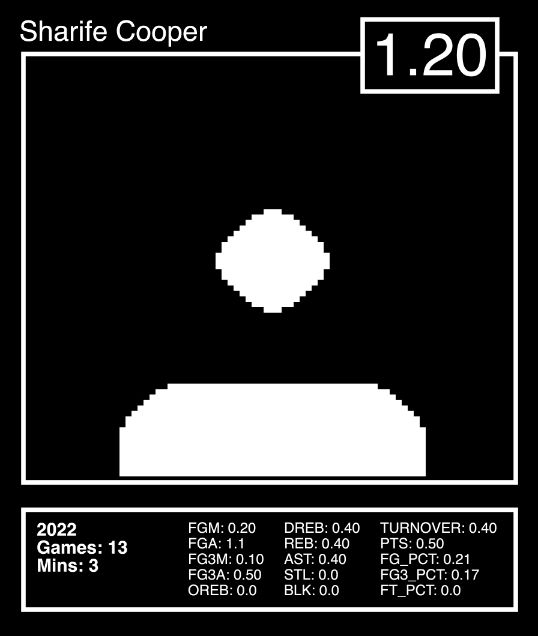 Sharife Cooper
1.20
2022
Games: 13
Mins: 3
FGM: 0.20
FGA: 1.1
FG3M: 0.10
FG3A: 0.50
OREB: 0.0
DREB: 0.40
REB: 0.40
AST: 0.40
STL: 0.0
BLK: 0.0
TURNOVER: 0.40
PTS: 0.50
FG_PCT: 0.21
FG3_PCT: 0.17
FT_PCT: 0.0